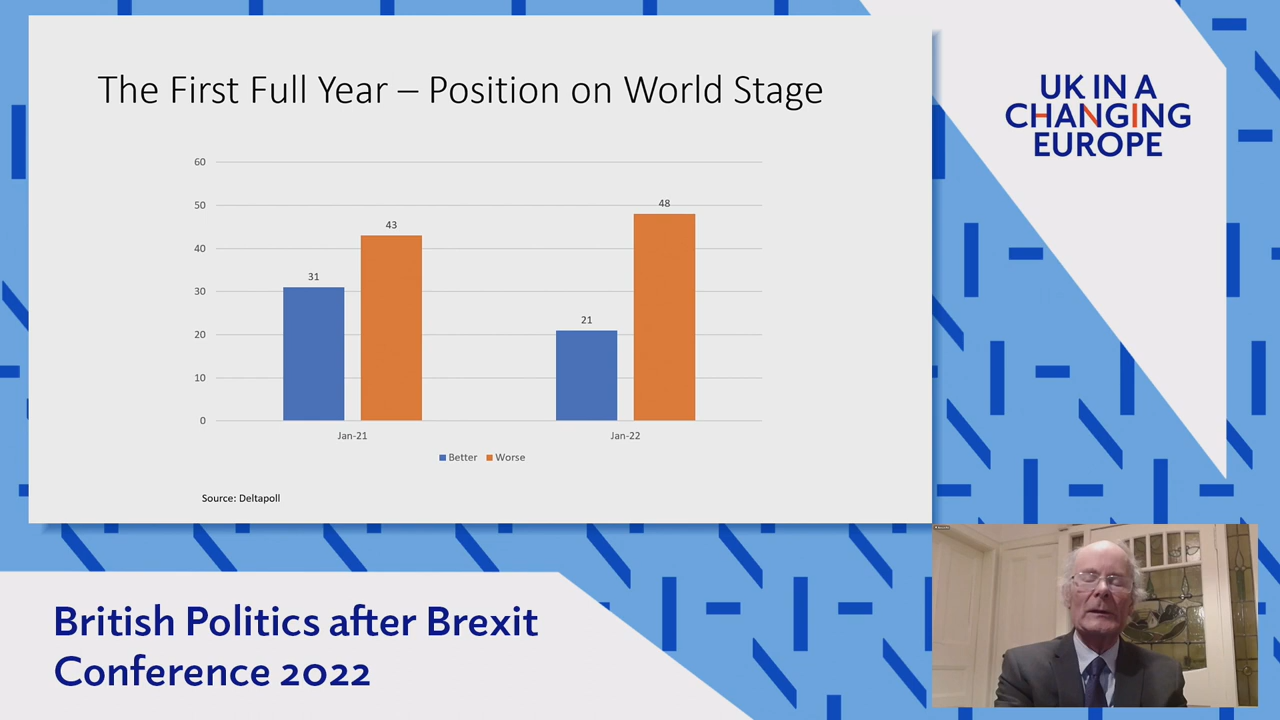 The First Full Year – Position on World Stage
60
50
40
30
20
10
0
31
43
21
48
Jan-21
Jan-22
Better
Worse
Source: Deltapoll
UK IN A
CHANGING
EUROPE
British Politics after Brexit
Conference 2022